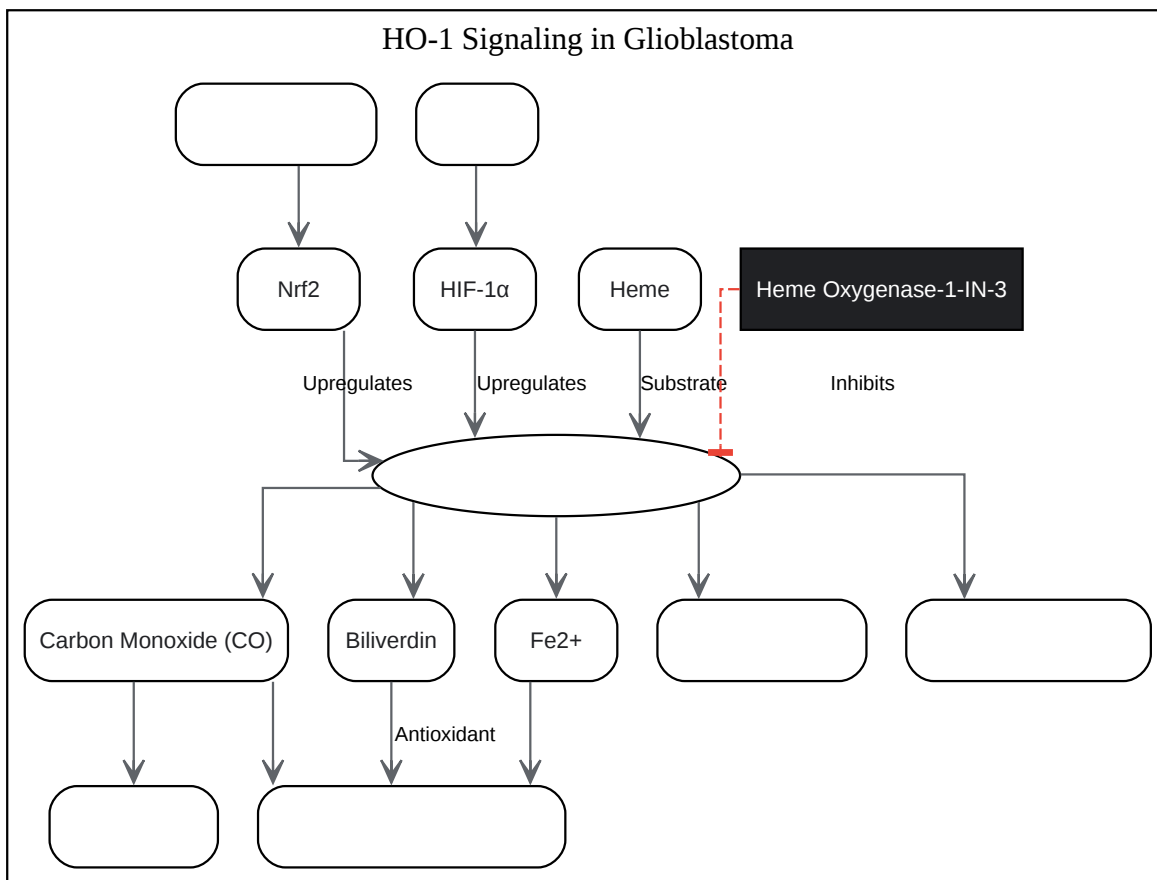 HO-1 Signaling in Glioblastoma
Nrf2
HIF-1α
Heme
Heme Oxygenase-1-IN-3
Upregulates
Upregulates
Substrate
Inhibits
Carbon Monoxide (CO)
Biliverdin
Fe2+
Antioxidant